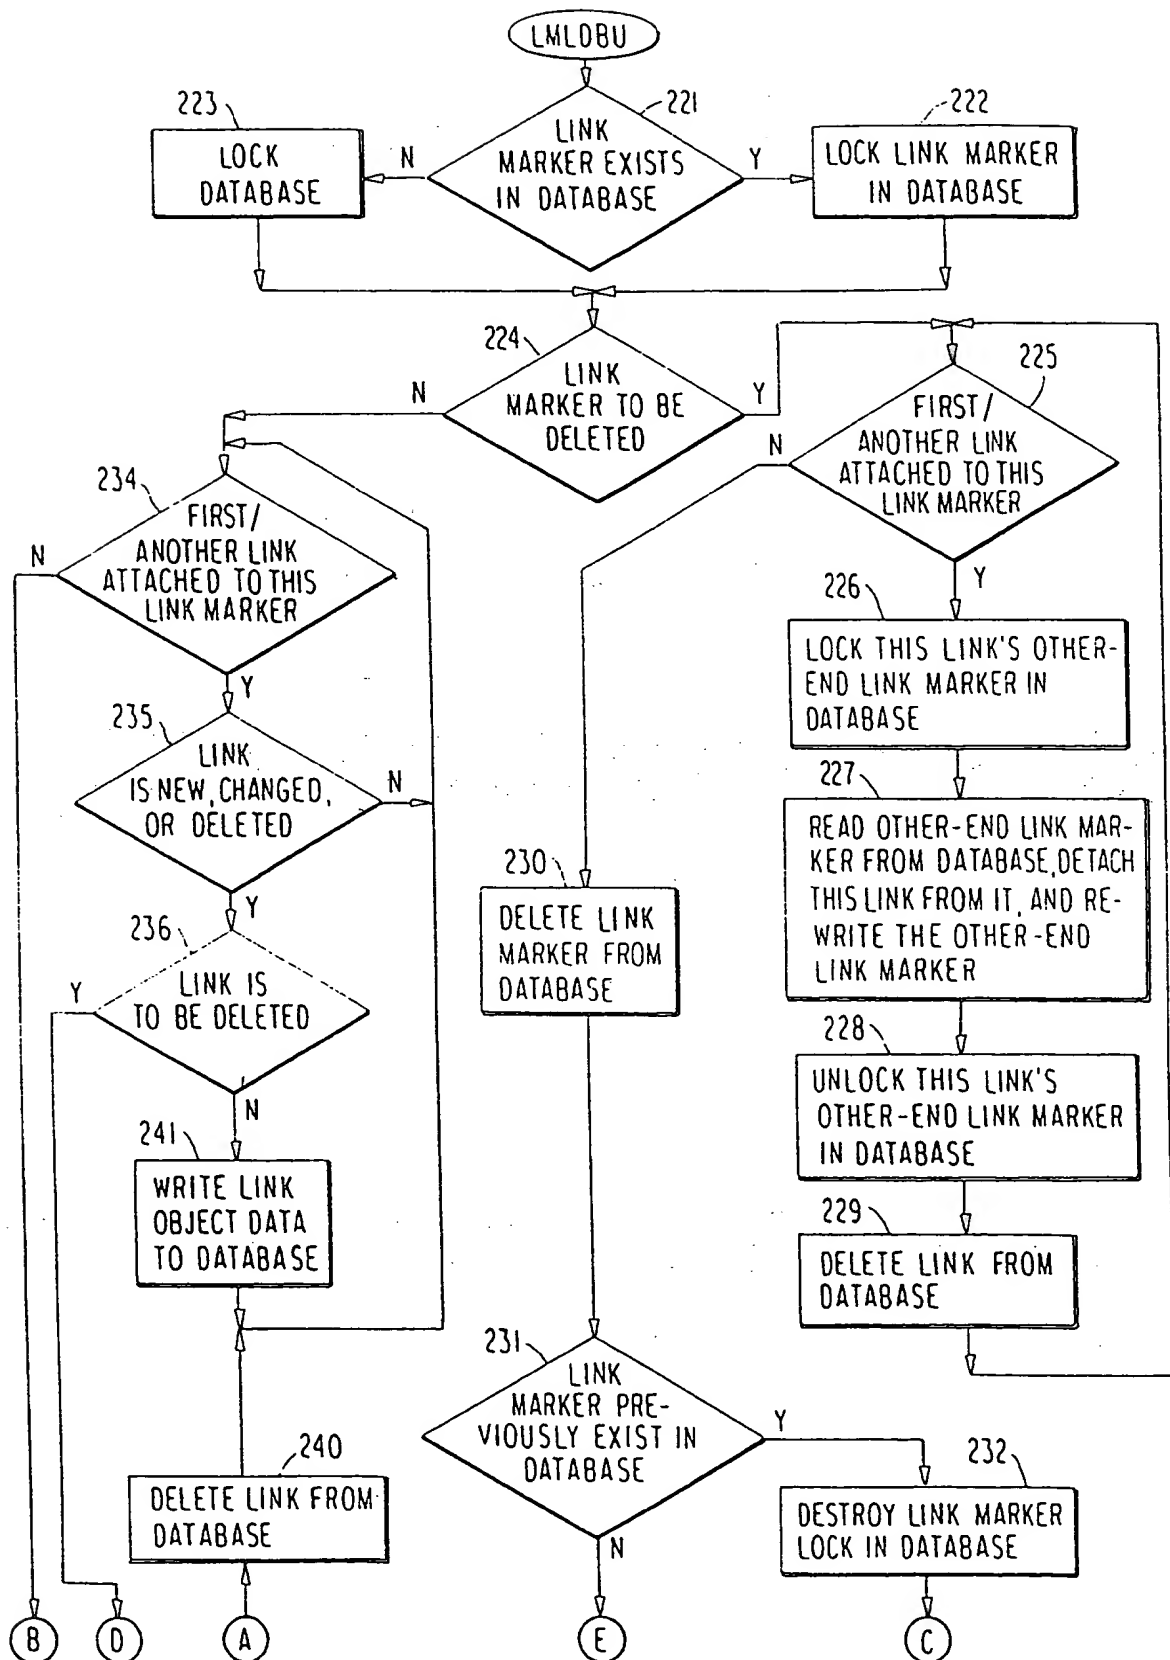 LMLDBU
221
LINK
MARKER EXISTS
IN DATABASE
N
Y
223
LOCK
DATABASE
222
LOCK LINK MARKER
IN DATABASE
224
LINK
MARKER TO BE
DELETED
N
Y
225
FIRST/
ANOTHER LINK
ATTACHED TO THIS
LINK MARKER
N
Y
234
FIRST/
ANOTHER LINK
ATTACHED TO THIS
LINK MARKER
N
Y
226
LOCK THIS LINK'S OTHER-
END LINK MARKER IN
DATABASE
235
LINK
IS NEW, CHANGED,
OR DELETED
N
Y
227
READ OTHER-END LINK MAR-
KER FROM DATABASE, DETACH
THIS LINK FROM IT, AND RE-
WRITE THE OTHER-END
LINK MARKER
230
DELETE LINK
MARKER FROM
DATABASE
236
LINK IS
TO BE DELETED
Y
N
228
UNLOCK THIS LINK'S
OTHER-END LINK MARKER
IN DATABASE
241
WRITE LINK
OBJECT DATA
TO DATABASE
229
DELETE LINK FROM
DATABASE
231
LINK
MARKER PRE-
VIOUSLY EXIST IN
DATABASE
Y
N
240
DELETE LINK FROM
DATABASE
232
DESTROY LINK MARKER
LOCK IN DATABASE
B
D
A
E
C